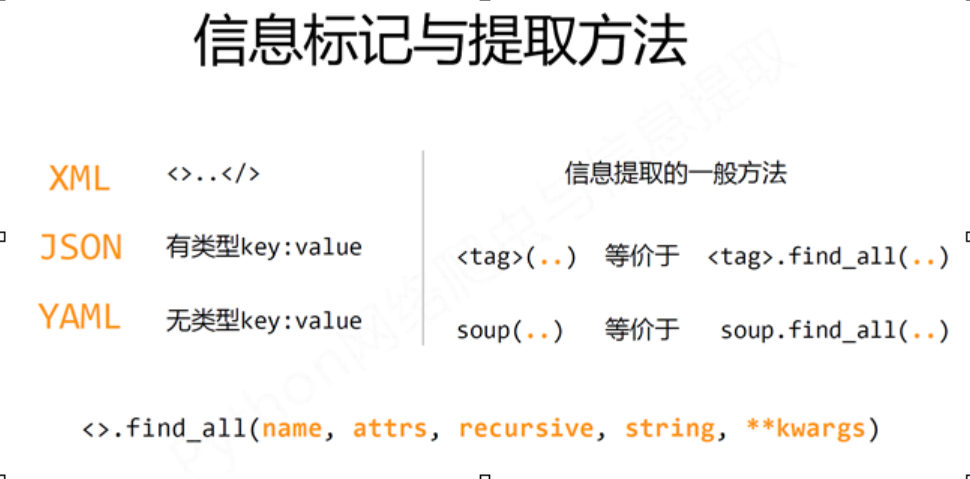 信息标记与提取方法
XML <>..</>
JSON 有类型key:value
YAML 无类型key:value
信息提取的一般方法
<tag>(..) 等价于 <tag>.find_all(..)
soup(..) 等价于 soup.find_all(..)
<>.find_all(name, attrs, recursive, string, **kwargs)
python网络爬虫与信息提取